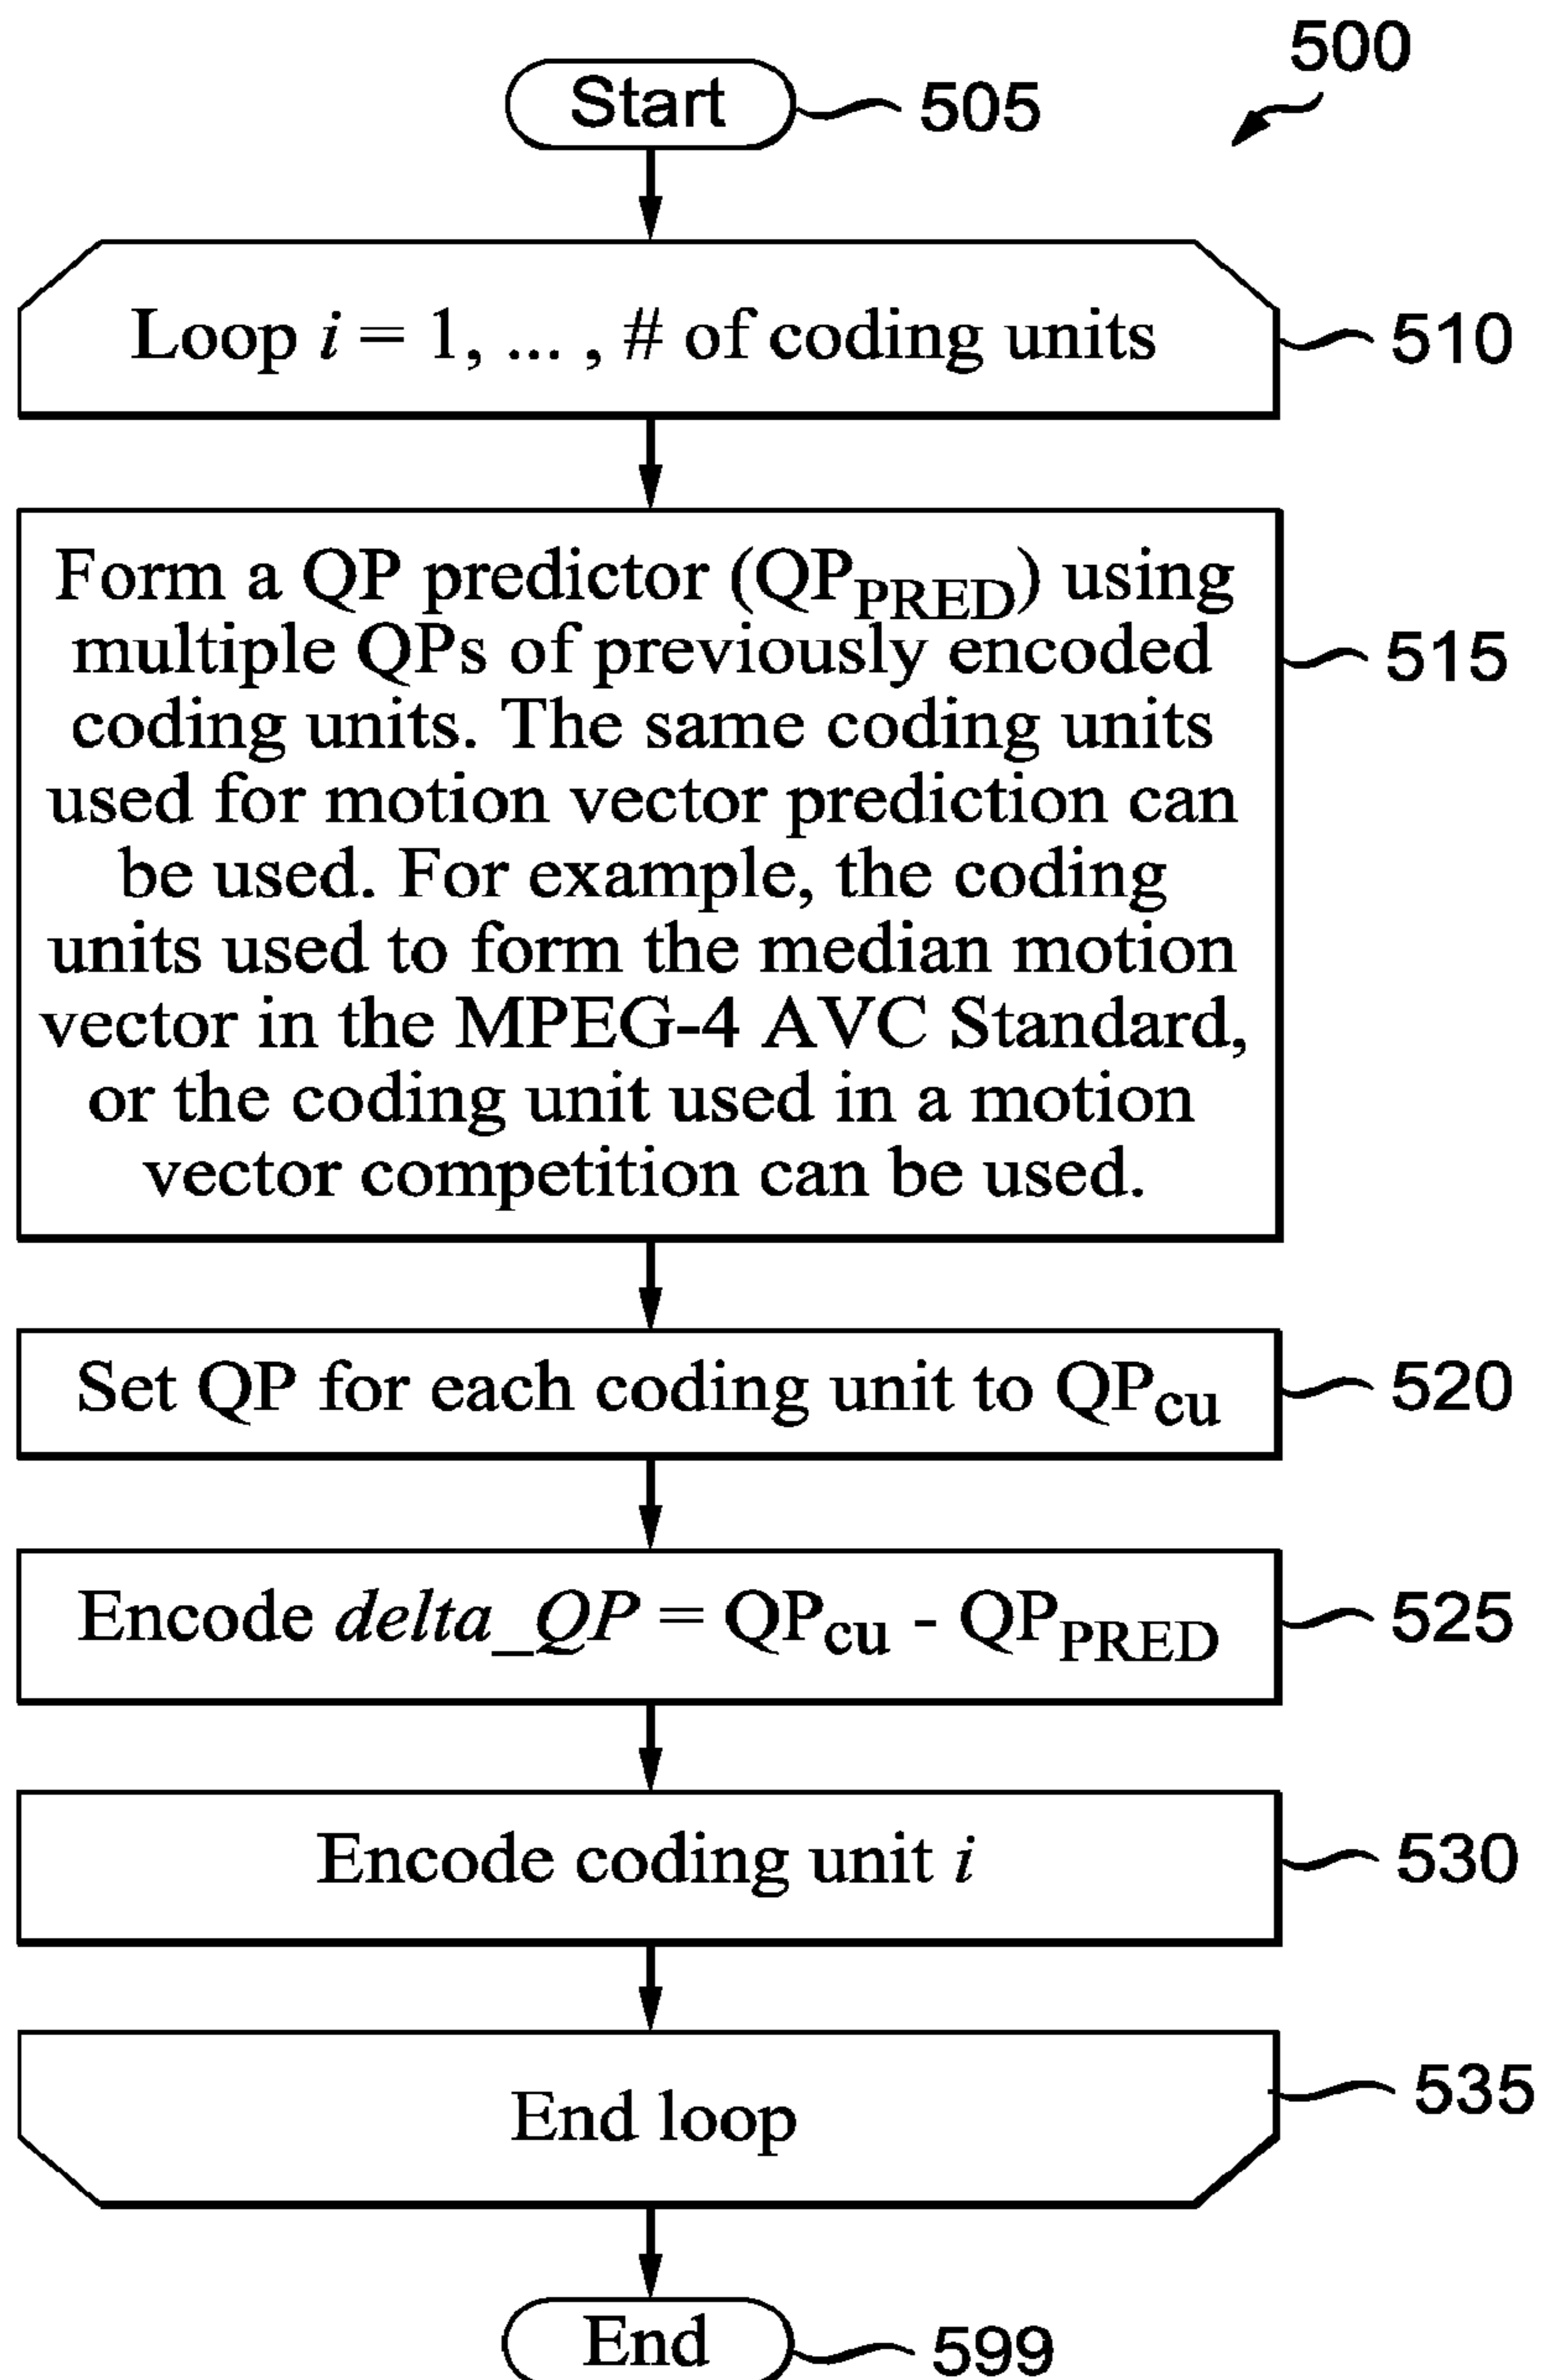 500
Start 505
Loop i = 1, ... , # of coding units 510
Form a QP predictor (QPPRED) using
multiple QPs of previously encoded
515
coding units. The same coding units
used for motion vector prediction can
be used. For example, the coding
units used to form the median motion
vector in the MPEG-4 AVC Standard,
or the coding unit used in a motion
vector competition can be used.
Set QP for each coding unit to QPcu 520
Encode delta_QP = QPcu - QPPRED 525
Encode coding unit i 530
End loop 535
End 599